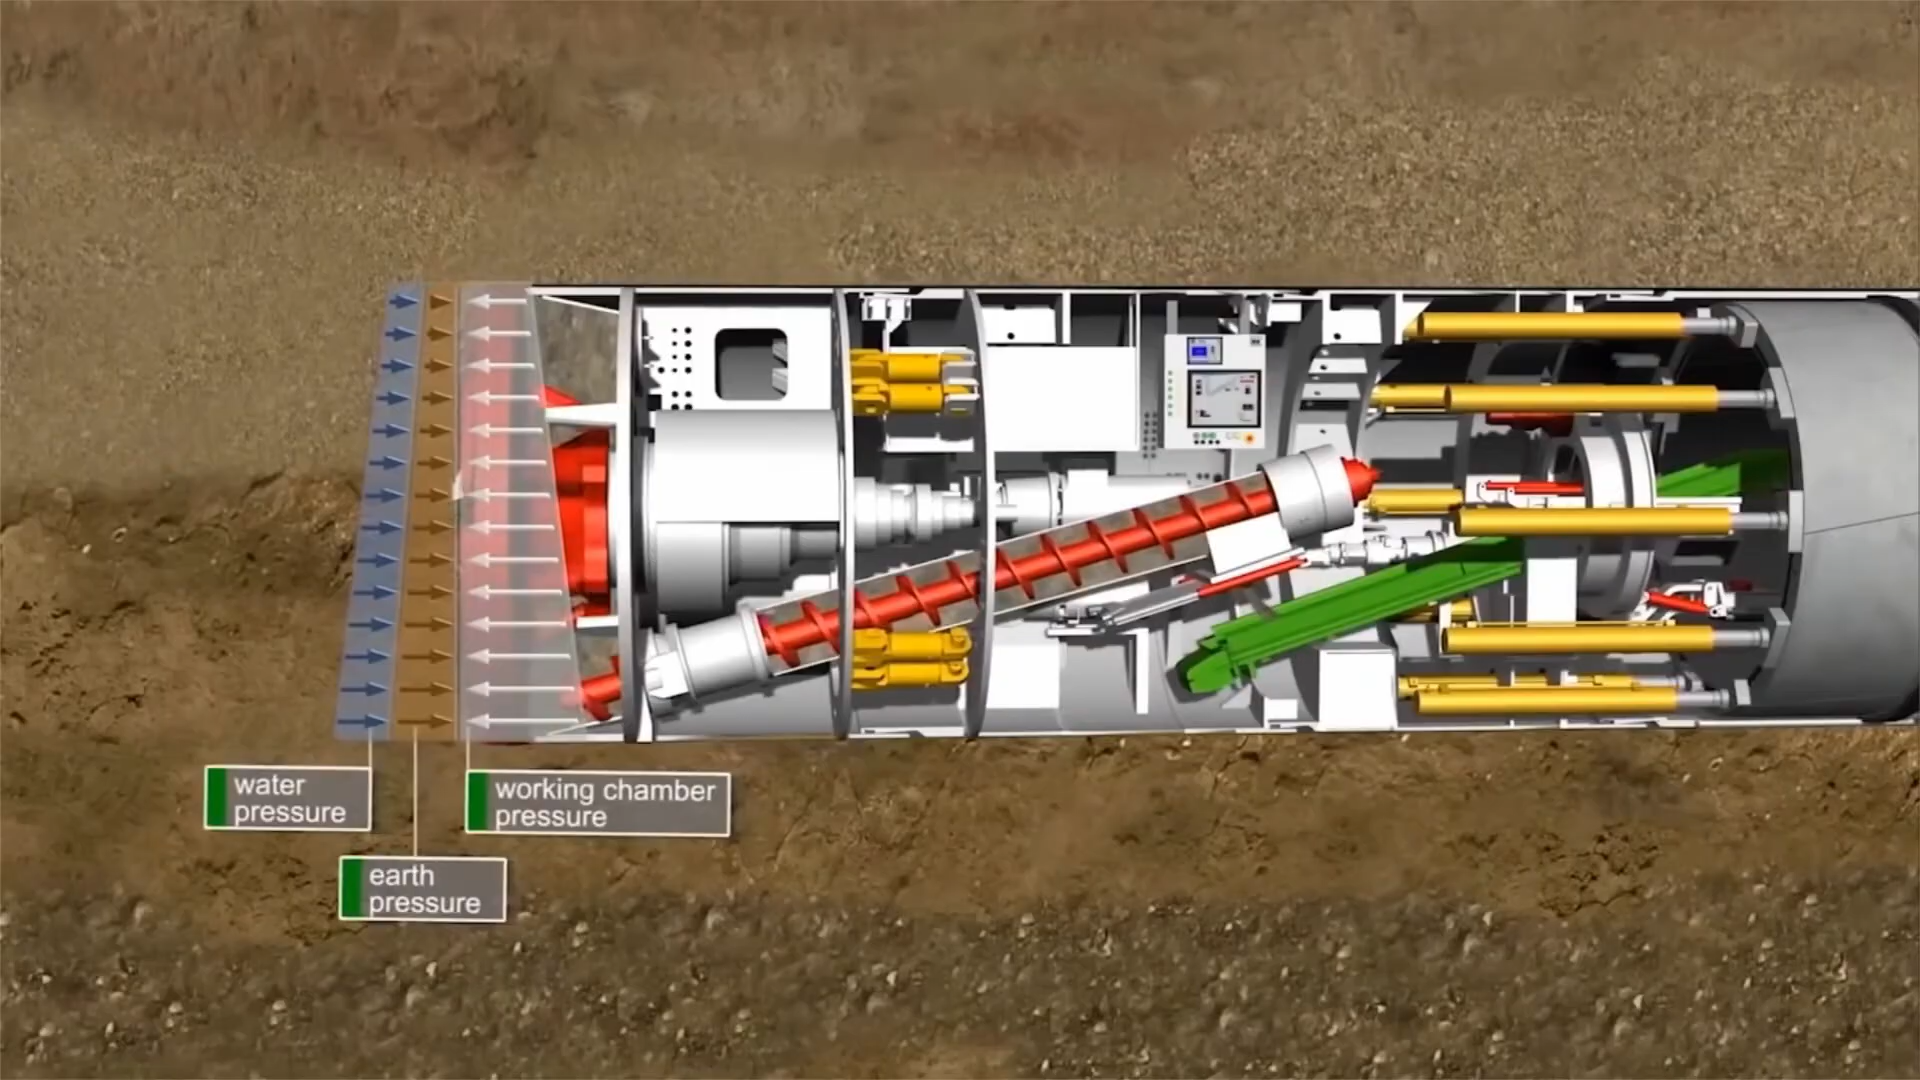 water
pressure
working chamber
pressure
earth
pressure